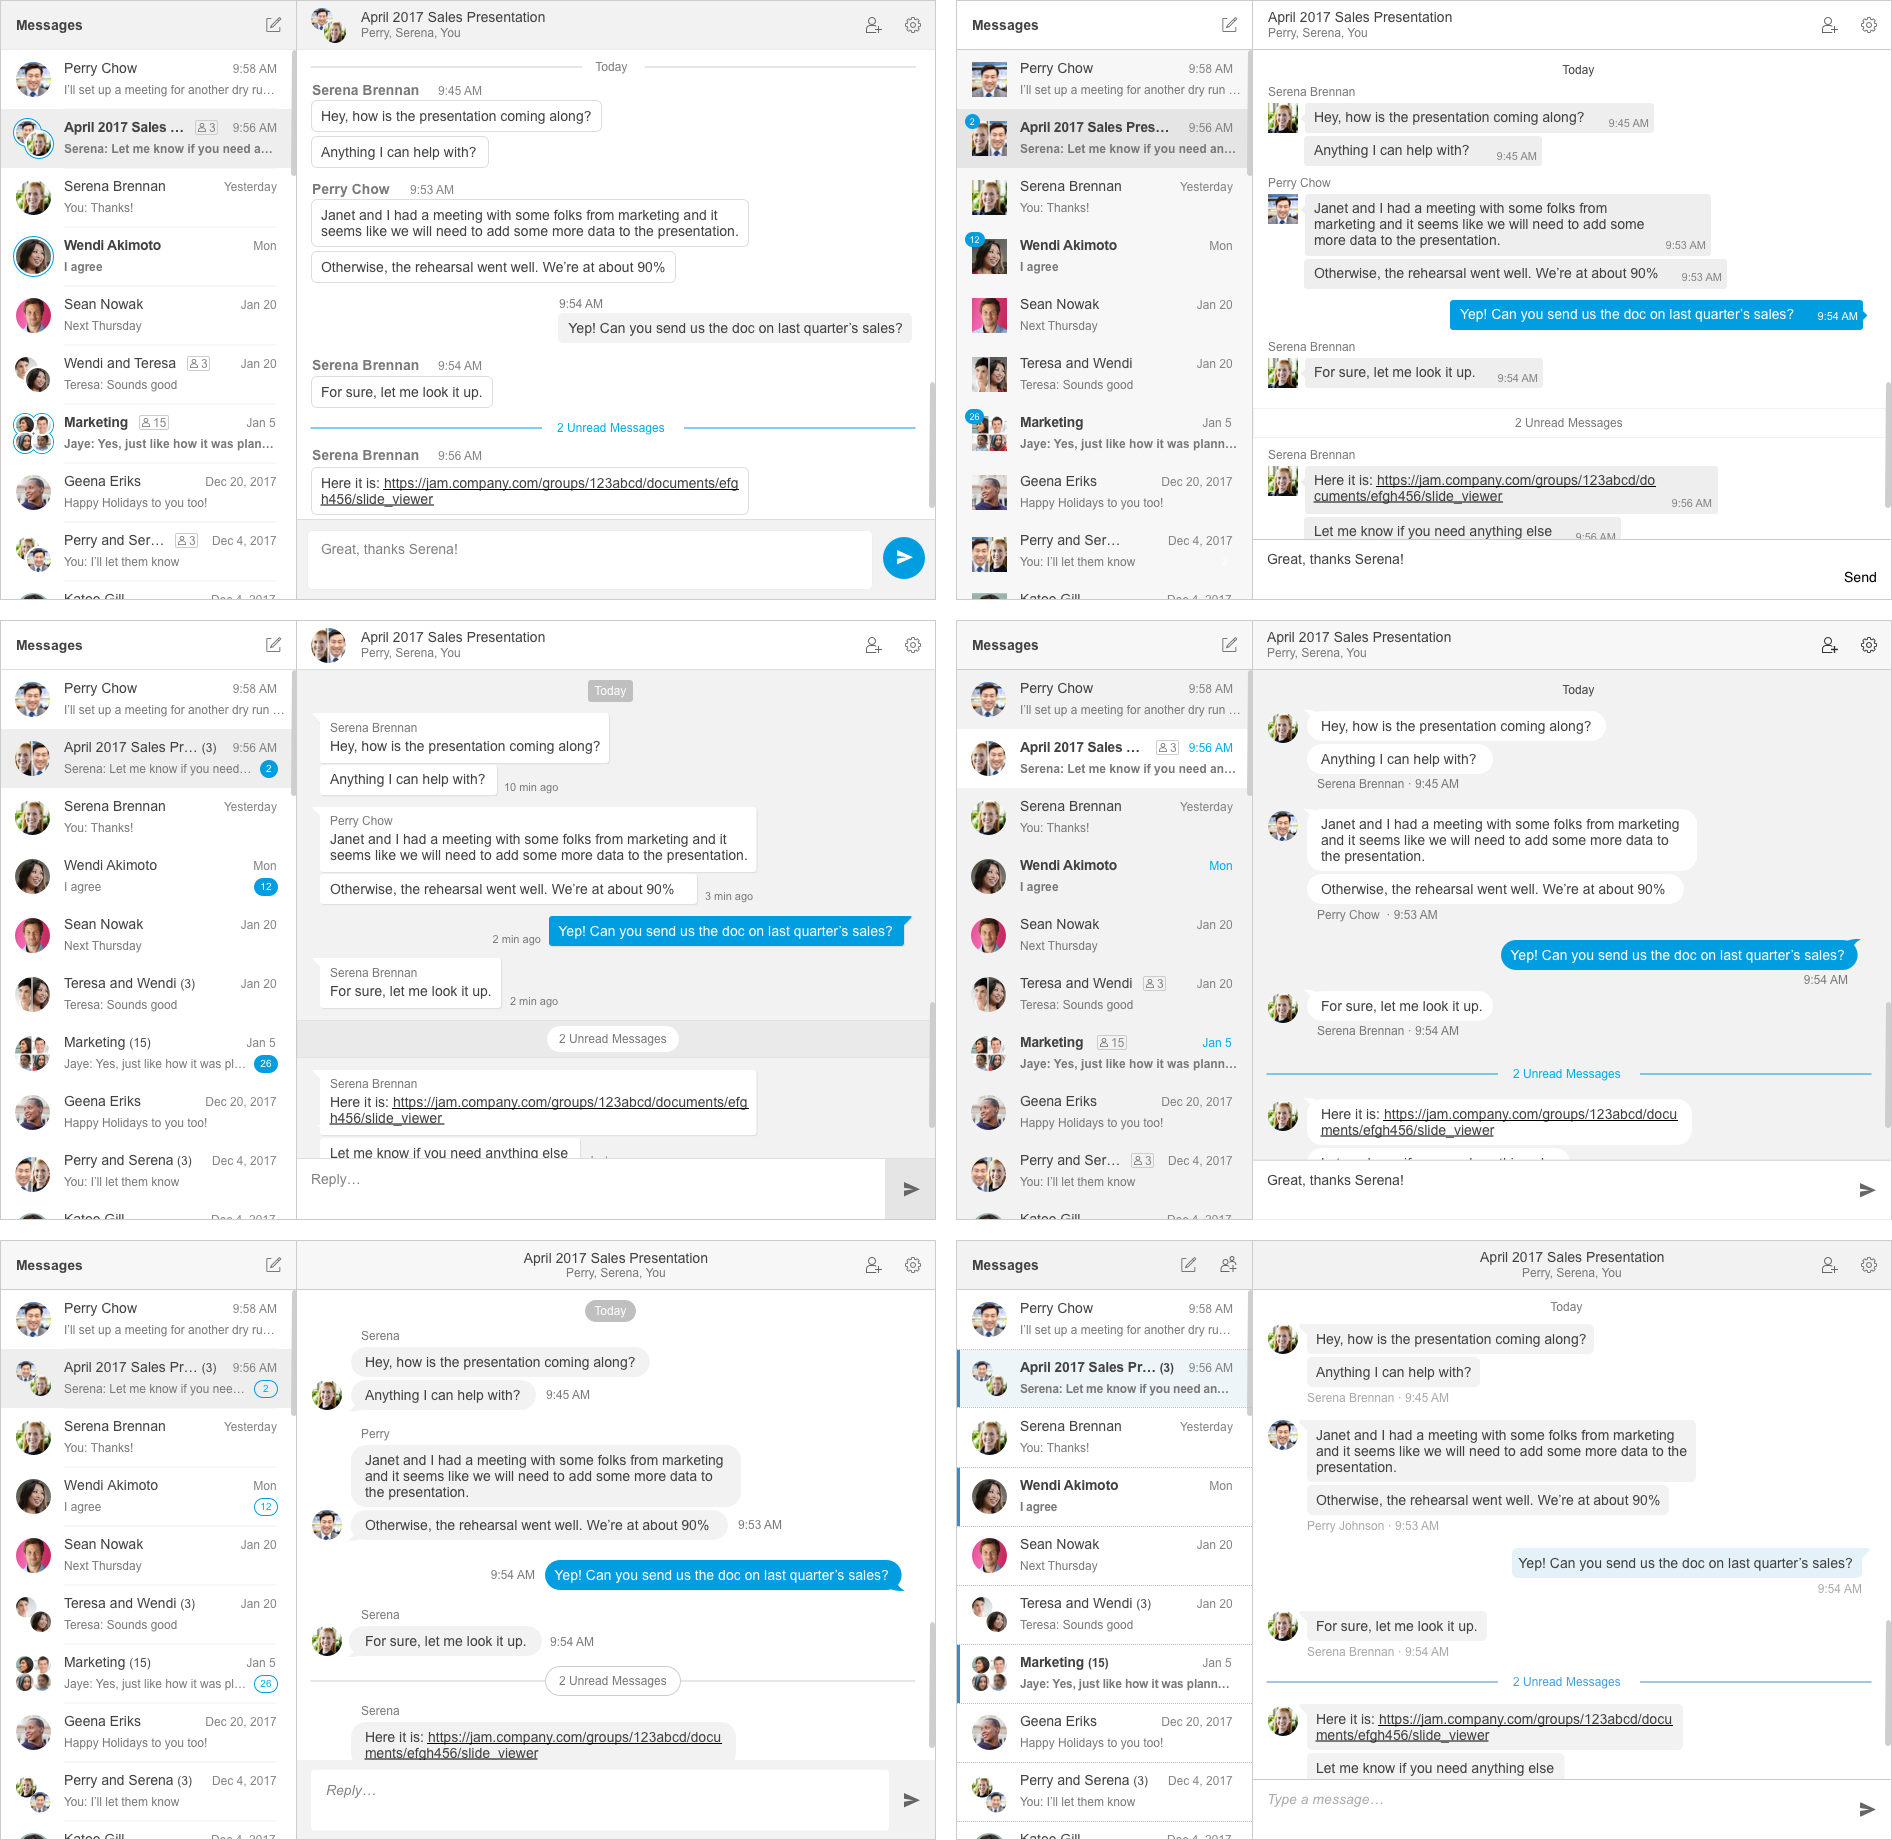 Messages
Perry Chow 9:58 AM
I'll set up a meeting for another dry ru…
April 2017 Sales … 3 9:56 AM
Serena: Let me know if you need a…
Serena Brennan Yesterday
You: Thanks!
Wendi Akimoto Mon
I agree
Sean Nowak Jan 20
Next Thursday
Wendi and Teresa 3 Jan 20
Teresa: Sounds good
Marketing 15 Jan 5
Jaye: Yes, just like how it was plan…
Geena Eriks Dec 20, 2017
Happy Holidays to you too!
Perry and Ser… 3 Dec 4, 2017
You: I'll let them know
Katee Gill Dec 4, 2017
April 2017 Sales Presentation
Perry, Serena, You
Today
Serena Brennan 9:45 AM
Hey, how is the presentation coming along?
Anything I can help with?
Perry Chow 9:53 AM
Janet and I had a meeting with some folks from marketing and it
seems like we will need to add some more data to the presentation.
Otherwise, the rehearsal went well. We're at about 90%
9:54 AM
Yep! Can you send us the doc on last quarter's sales?
Serena Brennan 9:54 AM
For sure, let me look it up.
2 Unread Messages
Serena Brennan 9:56 AM
Here it is: https://jam.company.com/groups/123abcd/documents/efg
h456/slide_viewer
Great, thanks Serena!
Messages
Perry Chow 9:58 AM
I'll set up a meeting for another dry run …
2
April 2017 Sales Pres… 9:56 AM
Serena: Let me know if you need an…
Serena Brennan Yesterday
You: Thanks!
12
Wendi Akimoto Mon
I agree
Sean Nowak Jan 20
Next Thursday
Teresa and Wendi Jan 20
Teresa: Sounds good
26
Marketing Jan 5
Jaye: Yes, just like how it was plann…
Geena Eriks Dec 20, 2017
Happy Holidays to you too!
Perry and Ser… Dec 4, 2017
You: I'll let them know
Katee Gill Dec 4, 2017
April 2017 Sales Presentation
Perry, Serena, You
Today
Serena Brennan
Hey, how is the presentation coming along? 9:45 AM
Anything I can help with? 9:45 AM
Perry Chow
Janet and I had a meeting with some folks from
marketing and it seems like we will need to add some
more data to the presentation. 9:53 AM
Otherwise, the rehearsal went well. We're at about 90% 9:53 AM
Yep! Can you send us the doc on last quarter's sales? 9:54 AM
Serena Brennan
For sure, let me look it up. 9:54 AM
2 Unread Messages
Serena Brennan
Here it is: https://jam.company.com/groups/123abcd/do
cuments/efgh456/slide_viewer 9:56 AM
Let me know if you need anything else 9:56 AM
Great, thanks Serena!
Send
Messages
Perry Chow 9:58 AM
I'll set up a meeting for another dry run …
April 2017 Sales Pr… (3) 9:56 AM
Serena: Let me know if you need… 2
Serena Brennan Yesterday
You: Thanks!
Wendi Akimoto Mon
I agree 12
Sean Nowak Jan 20
Next Thursday
Teresa and Wendi (3) Jan 20
Teresa: Sounds good
Marketing (15) Jan 5
Jaye: Yes, just like how it was pl… 26
Geena Eriks Dec 20, 2017
Happy Holidays to you too!
Perry and Serena (3) Dec 4, 2017
You: I'll let them know
Katee Gill Dec 4, 2017
April 2017 Sales Presentation
Perry, Serena, You
Today
Serena Brennan
Hey, how is the presentation coming along?
Anything I can help with? 10 min ago
Perry Chow
Janet and I had a meeting with some folks from marketing and it
seems like we will need to add some more data to the presentation.
Otherwise, the rehearsal went well. We're at about 90% 3 min ago
2 min ago Yep! Can you send us the doc on last quarter's sales?
Serena Brennan
For sure, let me look it up. 2 min ago
2 Unread Messages
Serena Brennan
Here it is: https://jam.company.com/groups/123abcd/documents/efg
h456/slide_viewer
Let me know if you need anything else
Reply…
Messages
Perry Chow 9:58 AM
I'll set up a meeting for another dry run …
April 2017 Sales … 3 9:56 AM
Serena: Let me know if you need an…
Serena Brennan Yesterday
You: Thanks!
Wendi Akimoto Mon
I agree
Sean Nowak Jan 20
Next Thursday
Teresa and Wendi 3 Jan 20
Teresa: Sounds good
Marketing 15 Jan 5
Jaye: Yes, just like how it was plann…
Geena Eriks Dec 20, 2017
Happy Holidays to you too!
Perry and Ser… 3 Dec 4, 2017
You: I'll let them know
Katee Gill Dec 4, 2017
April 2017 Sales Presentation
Perry, Serena, You
Today
Hey, how is the presentation coming along?
Anything I can help with?
Serena Brennan · 9:45 AM
Janet and I had a meeting with some folks from marketing
and it seems like we will need to add some more data to
the presentation.
Otherwise, the rehearsal went well. We're at about 90%
Perry Chow · 9:53 AM
Yep! Can you send us the doc on last quarter's sales?
9:54 AM
For sure, let me look it up.
Serena Brennan · 9:54 AM
2 Unread Messages
Here it is: https://jam.company.com/groups/123abcd/docu
ments/efgh456/slide_viewer
Great, thanks Serena!
Messages
Perry Chow 9:58 AM
I'll set up a meeting for another dry ru…
April 2017 Sales Pr… (3) 9:56 AM
Serena: Let me know if you nee… 2
Serena Brennan Yesterday
You: Thanks!
Wendi Akimoto Mon
I agree 12
Sean Nowak Jan 20
Next Thursday
Teresa and Wendi (3) Jan 20
Teresa: Sounds good
Marketing (15) Jan 5
Jaye: Yes, just like how it was pl… 26
Geena Eriks Dec 20, 2017
Happy Holidays to you too!
Perry and Serena (3) Dec 4, 2017
You: I'll let them know
Katee Gill Dec 4, 2017
April 2017 Sales Presentation
Perry, Serena, You
Today
Serena
Hey, how is the presentation coming along?
Anything I can help with? 9:45 AM
Perry
Janet and I had a meeting with some folks from marketing
and it seems like we will need to add some more data to
the presentation.
Otherwise, the rehearsal went well. We're at about 90% 9:53 AM
9:54 AM Yep! Can you send us the doc on last quarter's sales?
Serena
For sure, let me look it up. 9:54 AM
2 Unread Messages
Serena
Here it is: https://jam.company.com/groups/123abcd/docu
ments/efgh456/slide_viewer
Reply…
Messages
Perry Chow 9:58 AM
I'll set up a meeting for another dry ru…
April 2017 Sales Pr… (3) 9:56 AM
Serena: Let me know if you need an…
Serena Brennan Yesterday
You: Thanks!
Wendi Akimoto Mon
I agree
Sean Nowak Jan 20
Next Thursday
Teresa and Wendi (3) Jan 20
Teresa: Sounds good
Marketing (15) Jan 5
Jaye: Yes, just like how it was plann…
Geena Eriks Dec 20, 2017
Happy Holidays to you too!
Perry and Serena (3) Dec 4, 2017
You: I'll let them know
Katee Gill Dec 4, 2017
April 2017 Sales Presentation
Perry, Serena, You
Today
Hey, how is the presentation coming along?
Anything I can help with?
Serena Brennan · 9:45 AM
Janet and I had a meeting with some folks from marketing
and it seems like we will need to add some more data to the
presentation.
Otherwise, the rehearsal went well. We're at about 90%
Perry Johnson · 9:53 AM
Yep! Can you send us the doc on last quarter's sales?
9:54 AM
For sure, let me look it up.
Serena Brennan · 9:54 AM
2 Unread Messages
Here it is: https://jam.company.com/groups/123abcd/docu
ments/efgh456/slide_viewer
Let me know if you need anything else
Type a message…